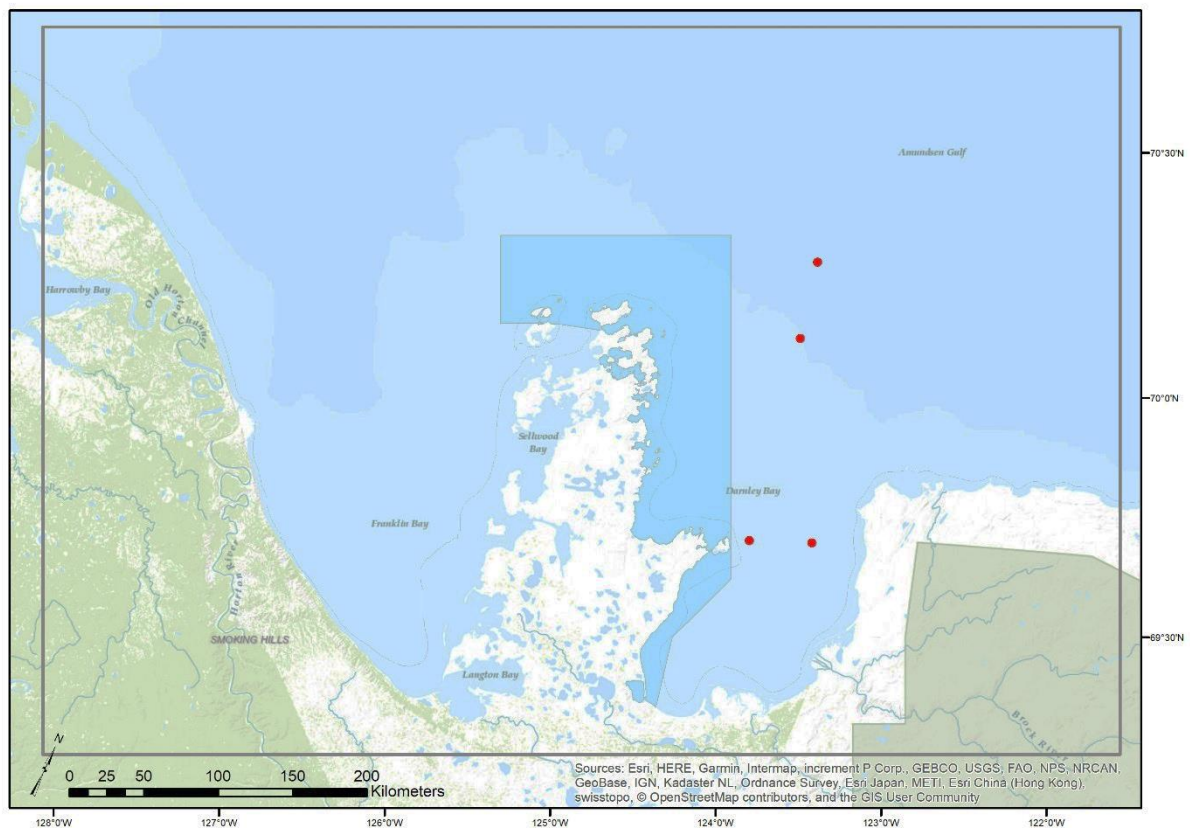 Amundsen Gulf
70°30'N
Harrowby Bay
Old Horton Channel
70°0'N
Sellwood
Bay
Darnley Bay
Franklin Bay
Horton River
SMOKING HILLS
69°30'N
Langton Bay
Brock River
N
0 25 50 100 150 200
Kilometers
Sources: Esri, HERE, Garmin, Intermap, increment P Corp., GEBCO, USGS, FAO, NPS, NRCAN,
GeoBase, IGN, Kadaster NL, Ordnance Survey, Esri Japan, METI, Esri China (Hong Kong),
swisstopo, © OpenStreetMap contributors, and the GIS User Community
128°0'W 127°0'W 126°0'W 125°0'W 124°0'W 123°0'W 122°0'W